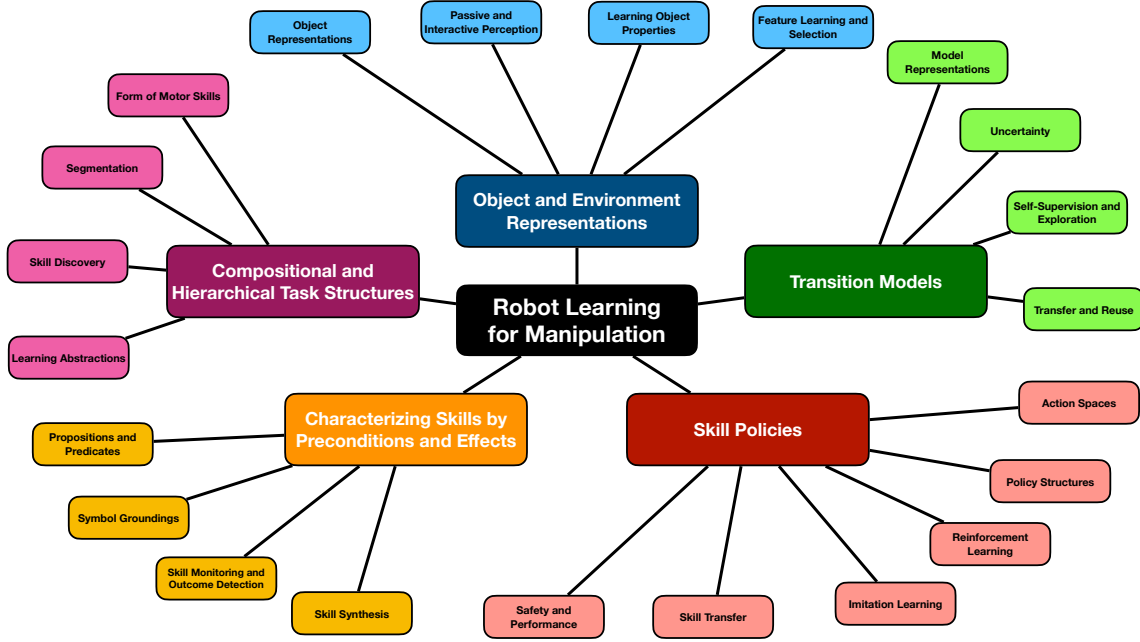 Object
Representations
Passive and
Interactive Perception
Learning Object
Properties
Feature Learning and
Selection
Model
Representations
Form of Motor Skills
Uncertainty
Segmentation
Object and Environment
Representations
Self-Supervision and
Exploration
Skill Discovery
Compositional and
Hierarchical Task Structures
Transition Models
Robot Learning
for Manipulation
Transfer and Reuse
Learning Abstractions
Action Spaces
Characterizing Skills by
Preconditions and Effects
Skill Policies
Propositions and
Predicates
Policy Structures
Symbol Groundings
Reinforcement
Learning
Skill Monitoring and
Outcome Detection
Imitation Learning
Skill Synthesis
Safety and
Performance
Skill Transfer